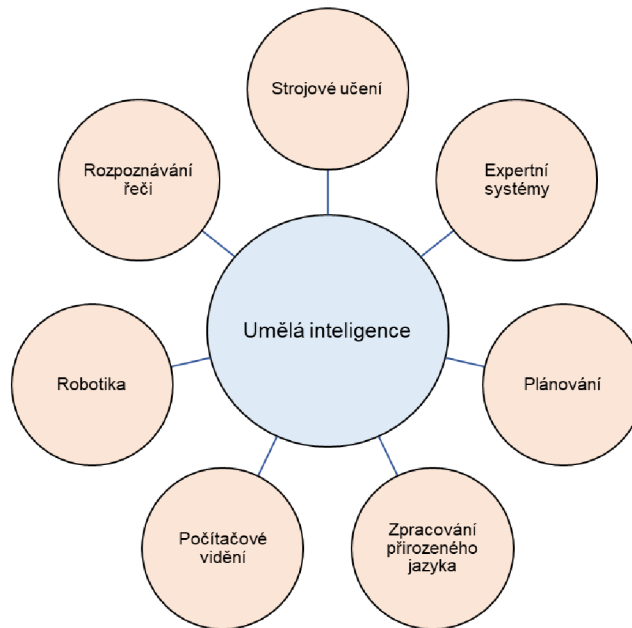 Strojové učení
Expertní
systémy
Plánování
Zpracování
přirozeného
jazyka
Počítačové
vidění
Robotika
Rozpoznávání
řeči
Umělá inteligence